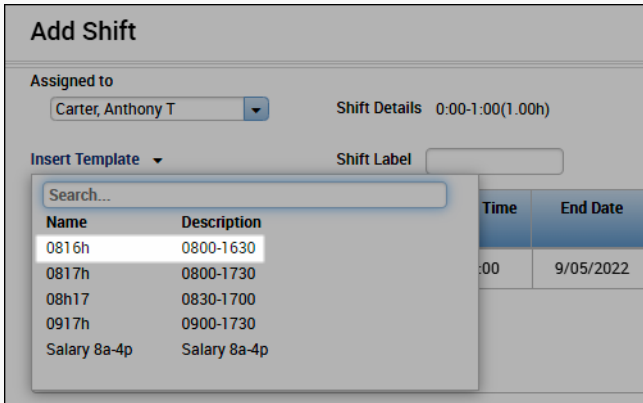 Add Shift
Assigned to
Carter, Anthony T
Shift Details 0:00-1:00(1.00h)
Insert Template
Shift Label
Search...
Time End Date
Name Description
0816h 0800-1630
:00 9/05/2022
0817h 0800-1730
08h17 0830-1700
0917h 0900-1730
Salary 8a-4p Salary 8a-4p